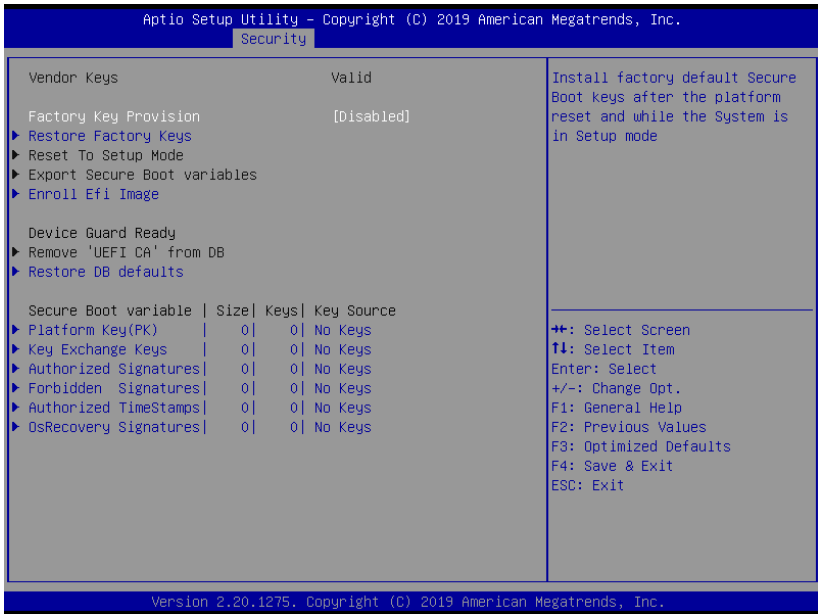 Aptio Setup Utility – Copyright (C) 2019 American Megatrends, Inc.
Security
Vendor Keys Valid
Factory Key Provision [Disabled]
Restore Factory Keys
Reset To Setup Mode
Export Secure Boot variables
Enroll Efi Image
Device Guard Ready
Remove 'UEFI CA' from DB
Restore DB defaults
Secure Boot variable | Size| Keys| Key Source
Platform Key(PK) | 0| 0| No Keys
Key Exchange Keys | 0| 0| No Keys
Authorized Signatures| 0| 0| No Keys
Forbidden Signatures| 0| 0| No Keys
Authorized TimeStamps| 0| 0| No Keys
OsRecovery Signatures| 0| 0| No Keys
Install factory default Secure
Boot keys after the platform
reset and while the System is
in Setup mode
→←: Select Screen
↑↓: Select Item
Enter: Select
+/-: Change Opt.
F1: General Help
F2: Previous Values
F3: Optimized Defaults
F4: Save & Exit
ESC: Exit
Version 2.20.1275. Copyright (C) 2019 American Megatrends, Inc.